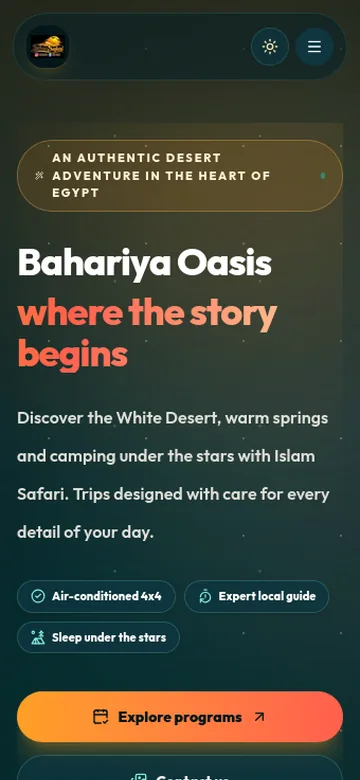 AN AUTHENTIC DESERT
ADVENTURE IN THE HEART OF
EGYPT
Bahariya Oasis
where the story
begins
Discover the White Desert, warm springs
and camping under the stars with Islam
Safari. Trips designed with care for every
detail of your day.
Air-conditioned 4x4
Expert local guide
Sleep under the stars
Explore programs
Contact us